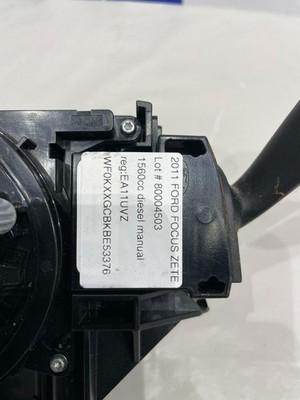 2011 FORD FOCUS ZETE
Lot # 80004503
1560cc diesel manual
reg:EA11UVZ
WF0KXXGCBKBE53376